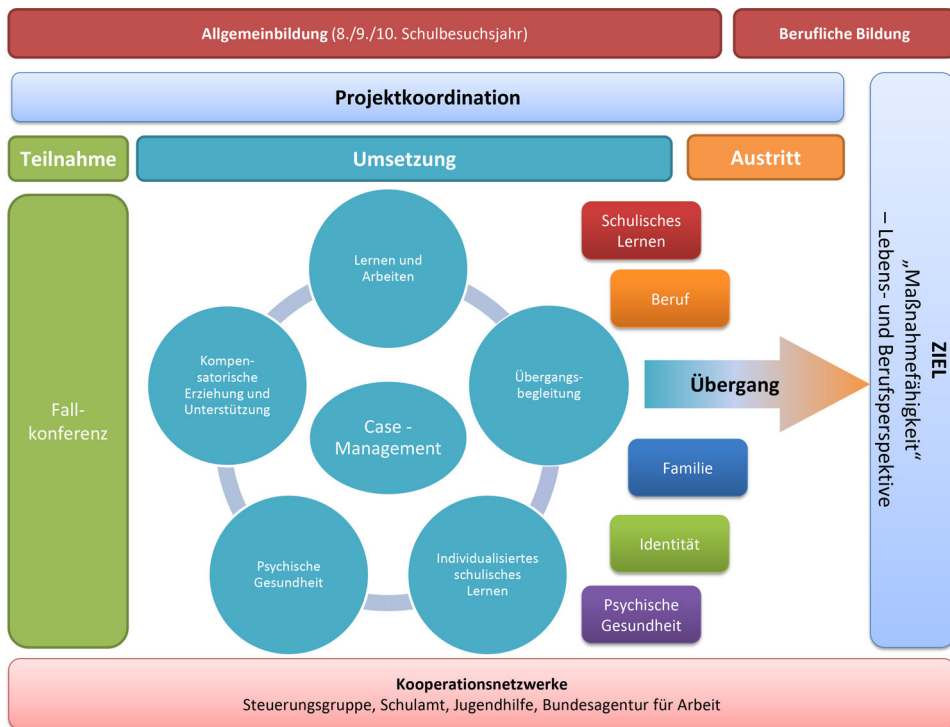 Allgemeinbildung (8./9./10. Schulbesuchsjahr)
Berufliche Bildung
Projektkoordination
Teilnahme
Umsetzung
Austritt
Fall-
konferenz
Lernen und
Arbeiten
Kompen-
satorische
Erziehung und
Unterstützung
Übergangs-
begleitung
Case -
Management
Psychische
Gesundheit
Individualisiertes
schulisches
Lernen
Schulisches
Lernen
Beruf
Übergang
Familie
Identität
Psychische
Gesundheit
ZIEL
„Maßnahmefähigkeit“
– Lebens- und Berufsperspektive
Kooperationsnetzwerke
Steuerungsgruppe, Schulamt, Jugendhilfe, Bundesagentur für Arbeit